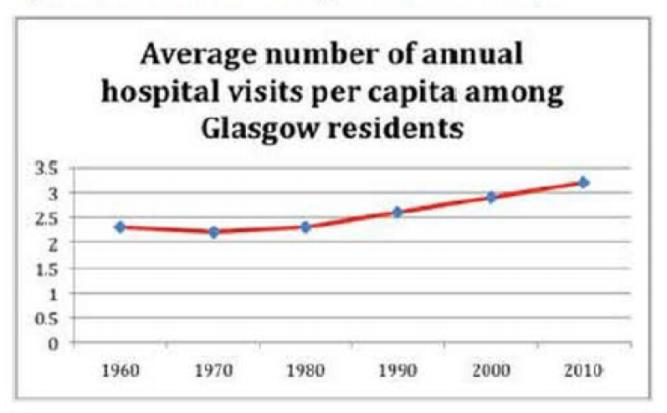 Average number of annual
hospital visits per capita among
Glasgow residents
3.5
3
2.5
2
1.5
1
0.5
0
1960 1970 1980 1990 2000 2010